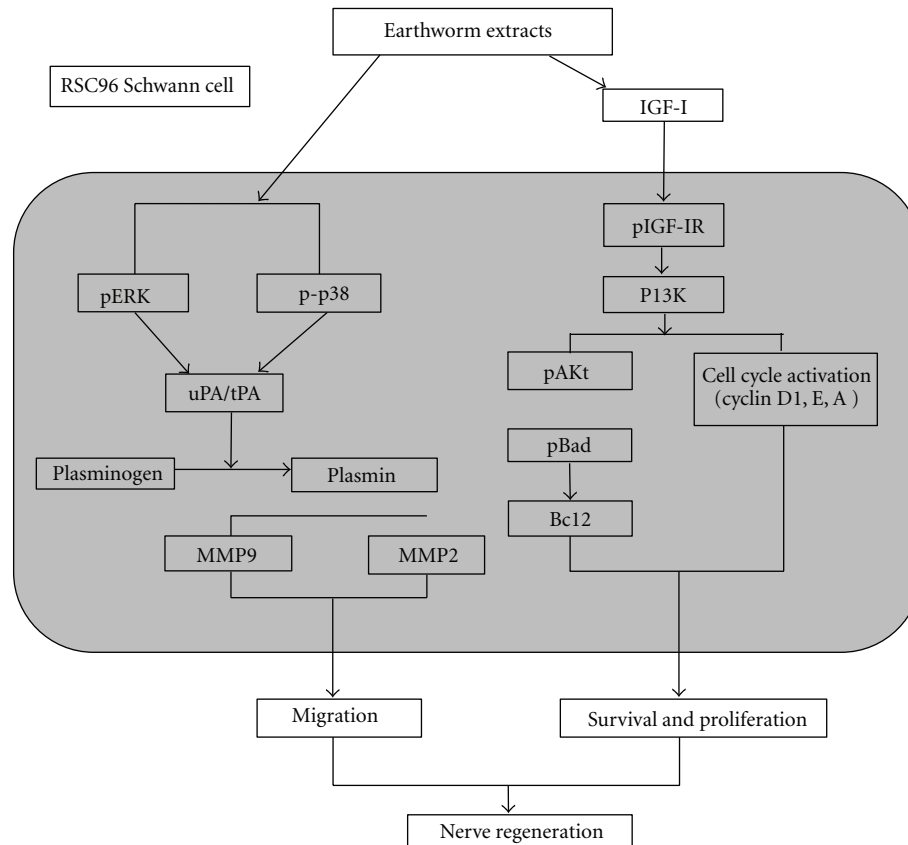 Earthworm extracts
RSC96 Schwann cell
IGF-I
pIGF-IR
pERK
p-p38
P13K
uPA/tPA
pAKt
Cell cycle activation
(cyclin D1, E, A )
Plasminogen
Plasmin
pBad
Bc12
MMP9
MMP2
Migration
Survival and proliferation
Nerve regeneration